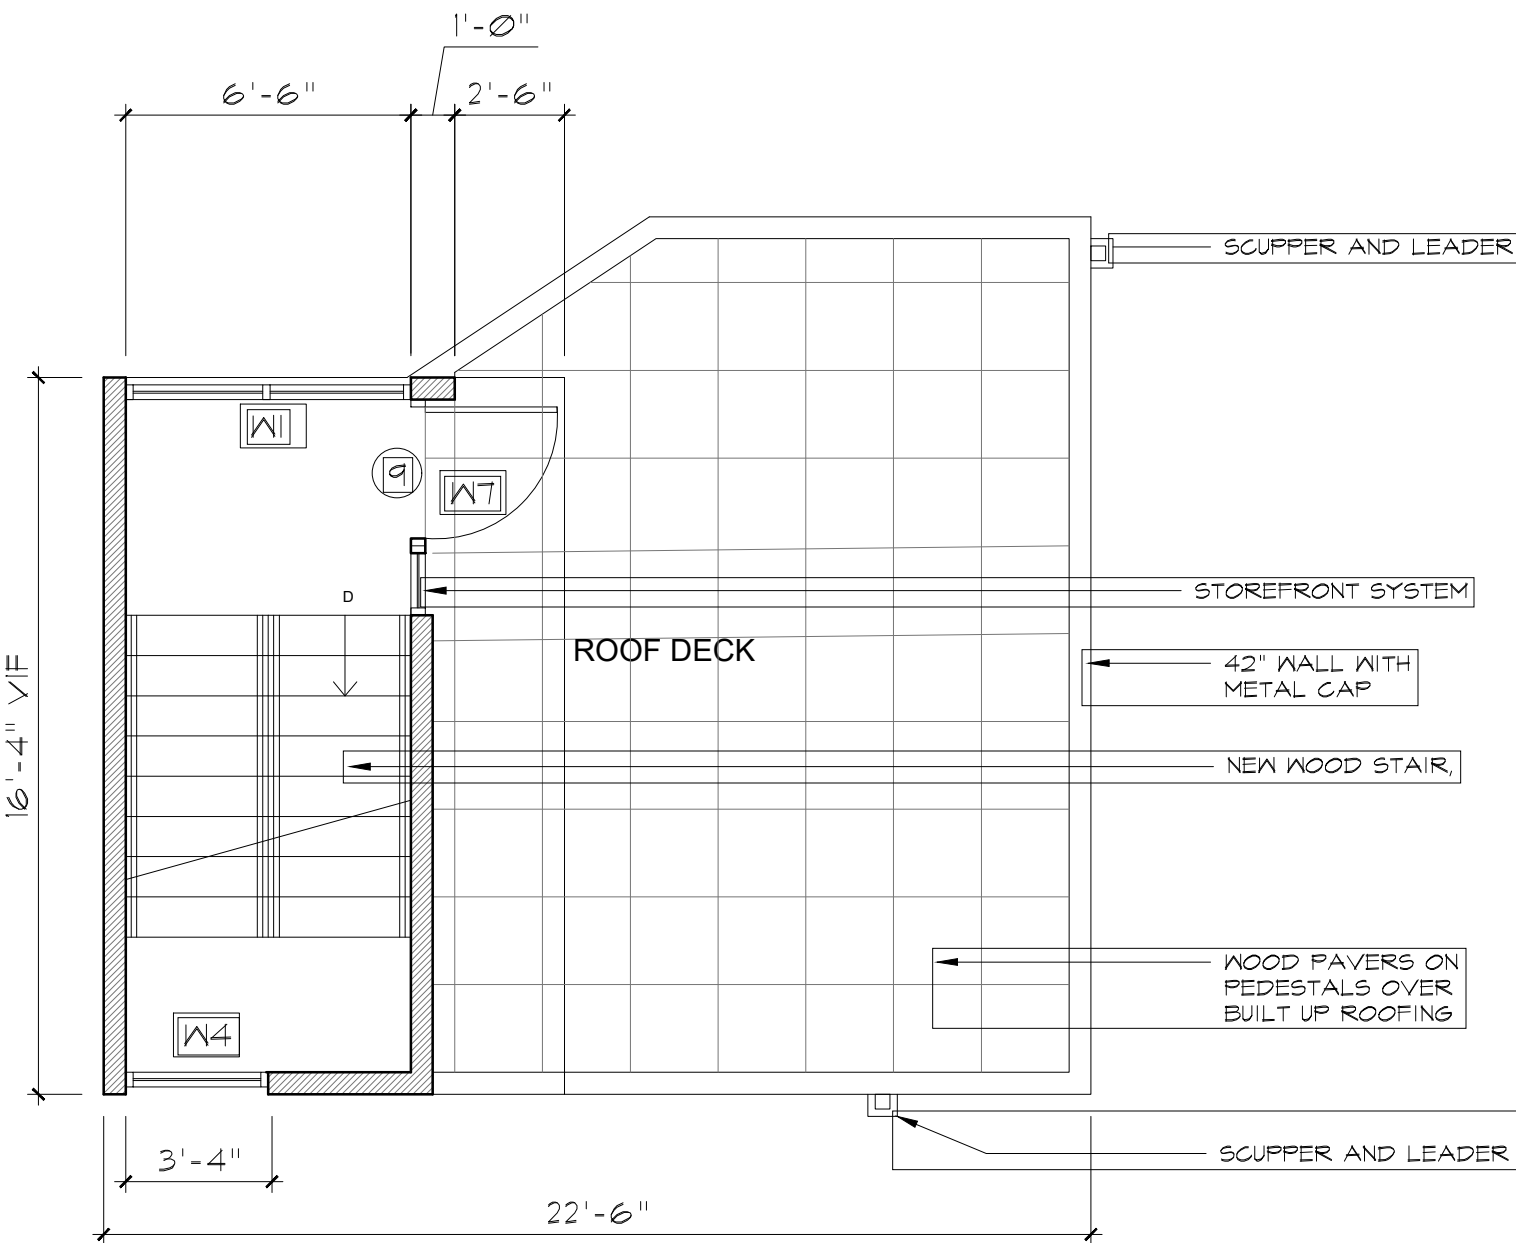 1'-0"
6'-6"
2'-6"
SCUPPER AND LEADER
W1
9
W7
D
STOREFRONT SYSTEM
ROOF DECK
42" WALL WITH
METAL CAP
16'-4" VIF
NEW WOOD STAIR,
WOOD PAVERS ON
PEDESTALS OVER
BUILT UP ROOFING
W4
SCUPPER AND LEADER
3'-4"
22'-6"